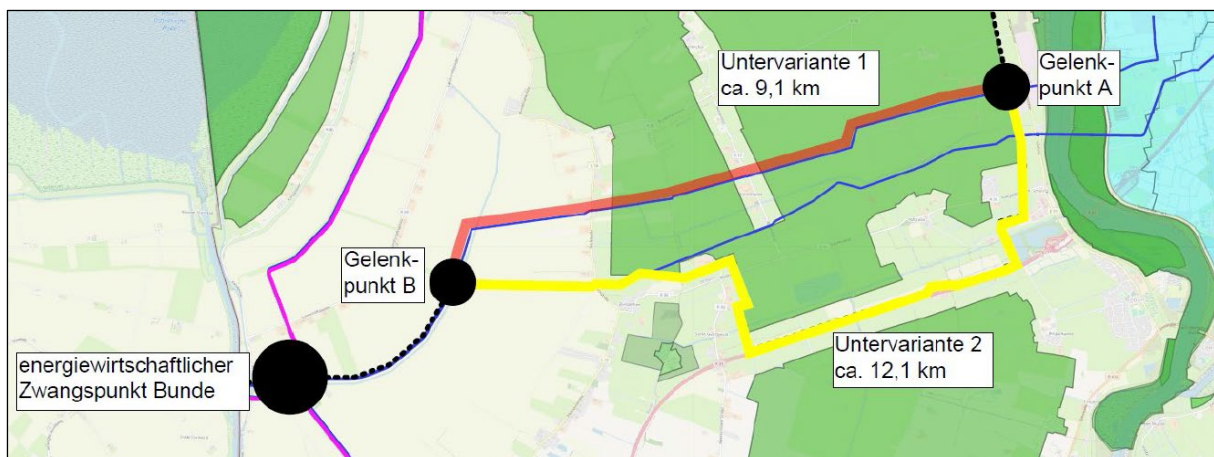 Untervariante 1
ca. 9,1 km
Gelenk-
punkt A
Gelenk-
punkt B
energiewirtschaftlicher
Zwangspunkt Bunde
Untervariante 2
ca. 12,1 km